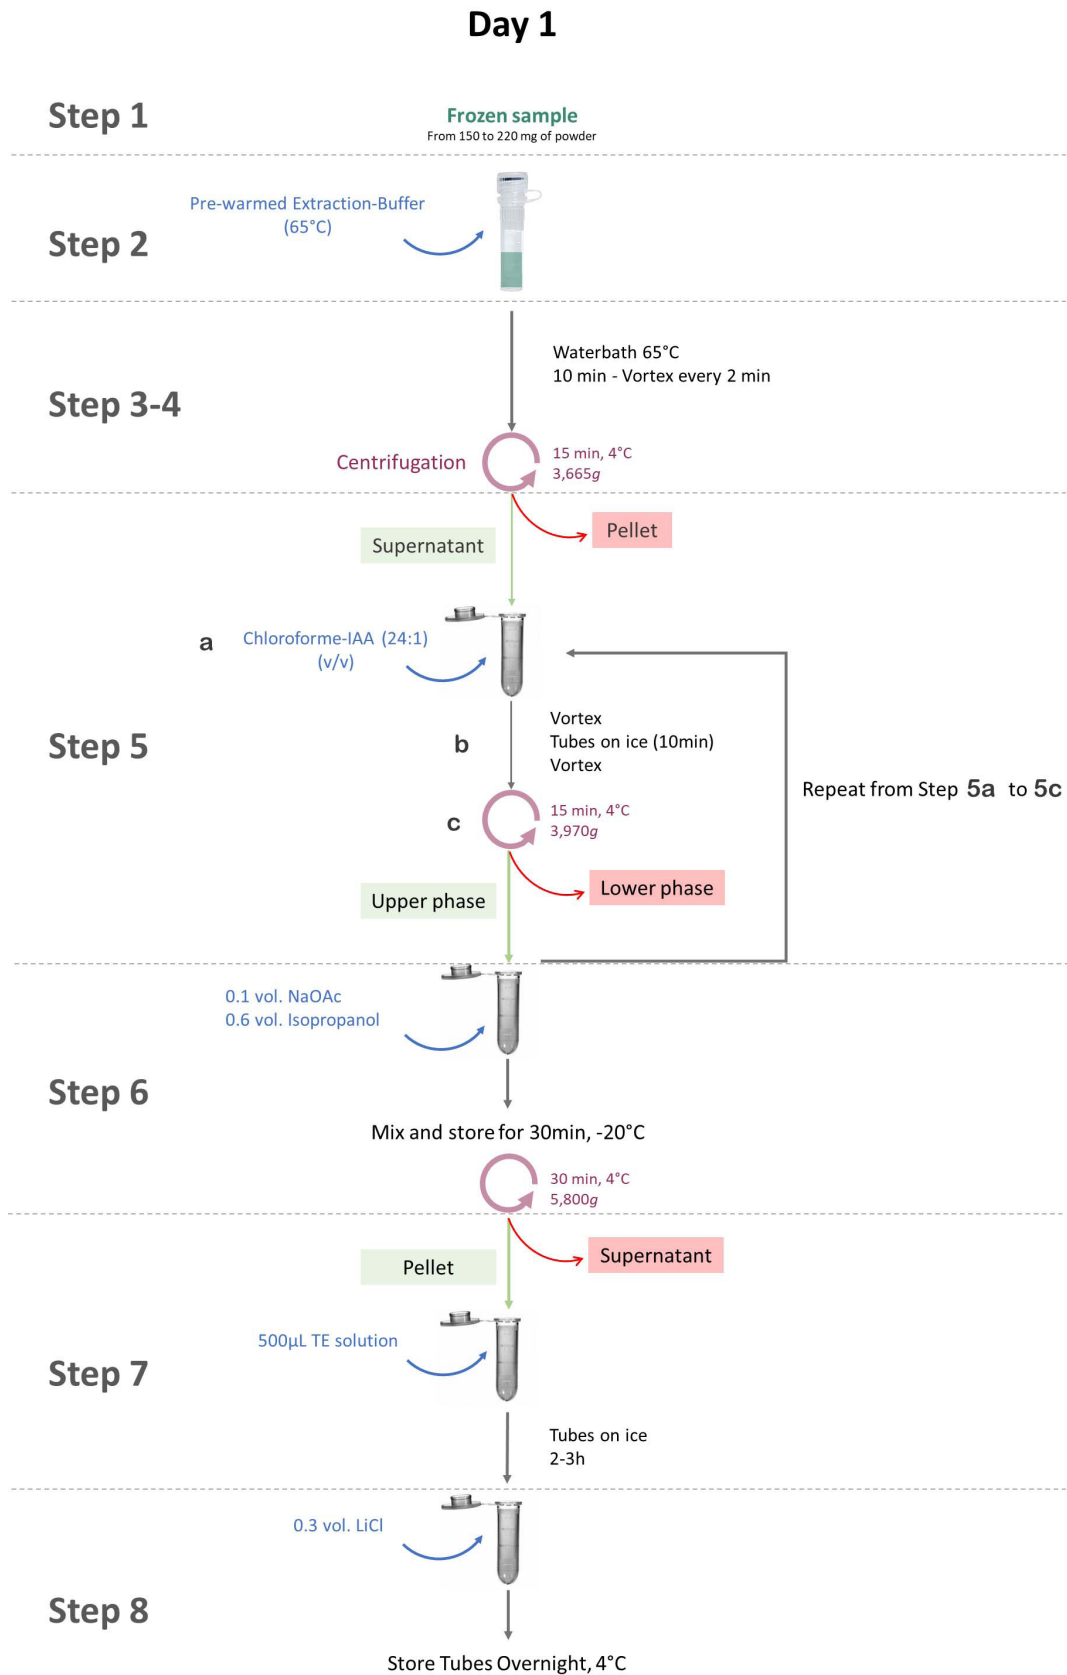 Day 1
Step 1
Frozen sample
From 150 to 220 mg of powder
Step 2
Pre-warmed Extraction-Buffer
(65°C)
Step 3-4
Waterbath 65°C
10 min - Vortex every 2 min
Centrifugation
15 min, 4°C
3,665g
Supernatant
Pellet
Step 5
a
Chloroforme-IAA (24:1)
(v/v)
b
Vortex
Tubes on ice (10min)
Vortex
Repeat from Step 5a to 5c
c
15 min, 4°C
3,970g
Upper phase
Lower phase
Step 6
0.1 vol. NaOAc
0.6 vol. Isopropanol
Mix and store for 30min, -20°C
30 min, 4°C
5,800g
Pellet
Supernatant
Step 7
500µL TE solution
Tubes on ice
2-3h
Step 8
0.3 vol. LiCl
Store Tubes Overnight, 4°C